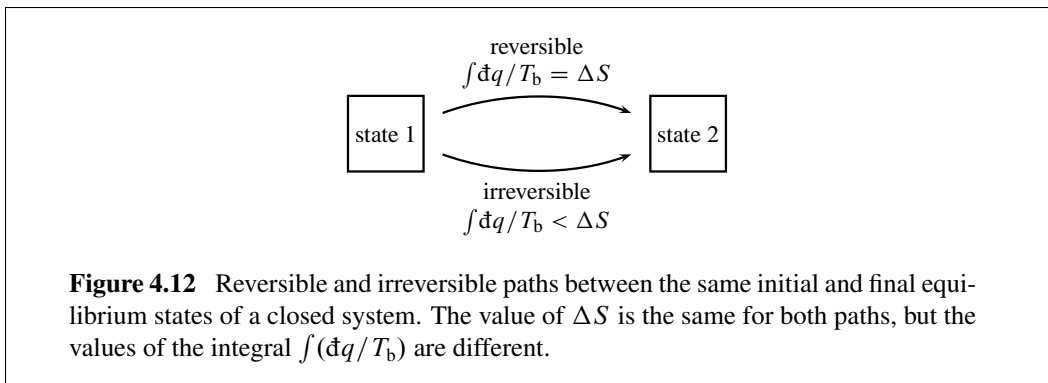 reversible
∫đq/T_b = ΔS
state 1
state 2
irreversible
∫đq/T_b < ΔS
Figure 4.12 Reversible and irreversible paths between the same initial and final equi-
librium states of a closed system. The value of ΔS is the same for both paths, but the
values of the integral ∫(đq/T_b) are different.